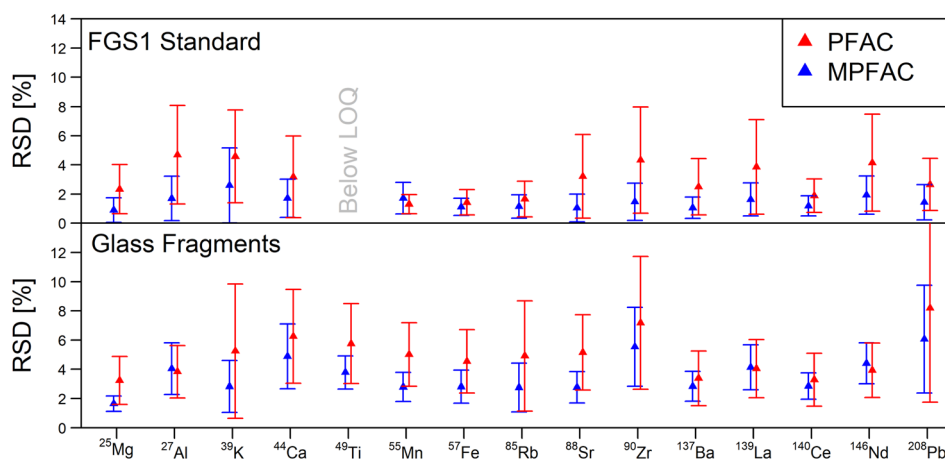 FGS1 Standard
PFAC
MPFAC
RSD [%]
14
12
10
8
6
4
2
0
Below LOQ
Glass Fragments
RSD [%]
12
10
8
6
4
2
0
²⁵Mg ²⁷Al ³⁹K ⁴⁴Ca ⁴⁹Ti ⁵⁵Mn ⁵⁷Fe ⁸⁵Rb ⁸⁸Sr ⁹⁰Zr ¹³⁷Ba ¹³⁹La ¹⁴⁰Ce ¹⁴⁶Nd ²⁰⁸Pb